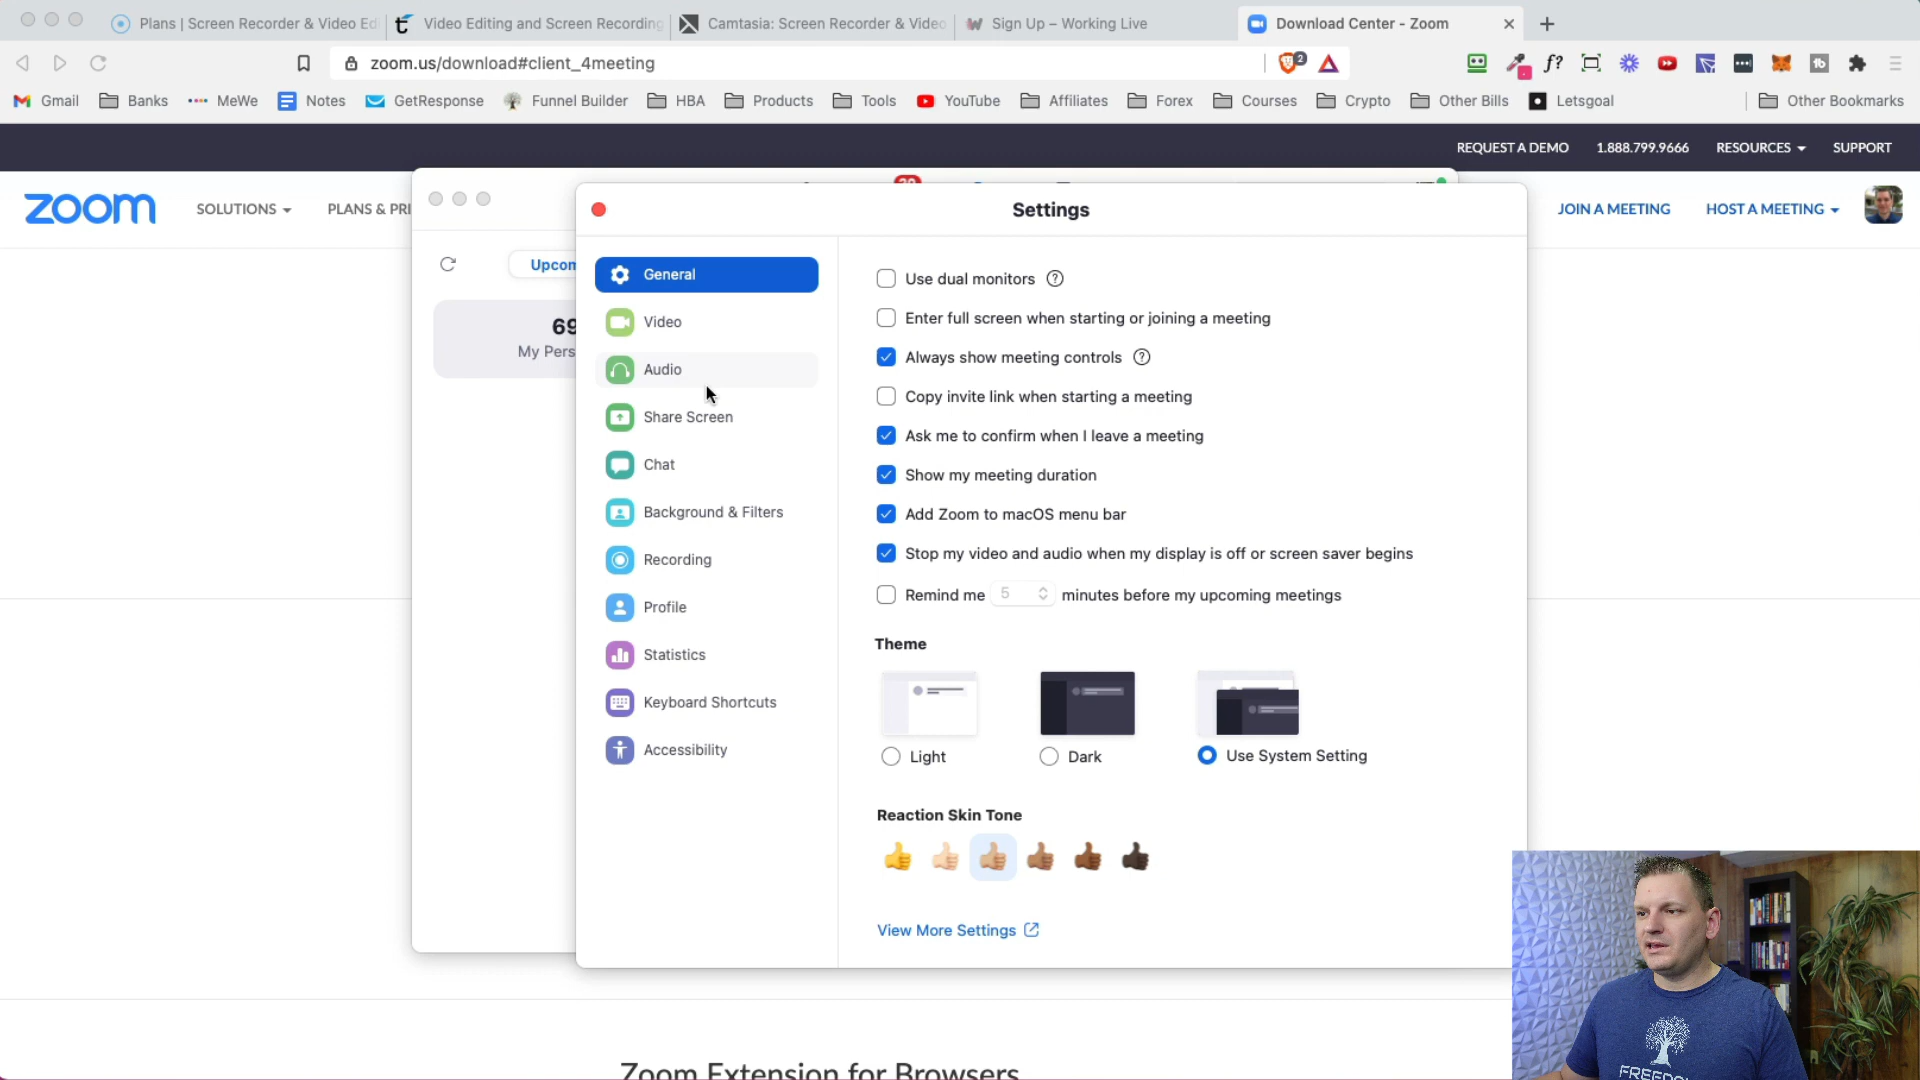 Plans | Screen Recorder & Video Edi
Video Editing and Screen Recording
Camtasia: Screen Recorder & Video
Sign Up – Working Live
Download Center - Zoom
zoom.us/download#client_4meeting
2
f?
Gmail
Banks
MeWe
Notes
GetResponse
Funnel Builder
HBA
Products
Tools
YouTube
Affiliates
Forex
Courses
Crypto
Other Bills
Letsgoal
Other Bookmarks
REQUEST A DEMO
1.888.799.9666
RESOURCES
SUPPORT
zoom
SOLUTIONS
PLANS & PRI
JOIN A MEETING
HOST A MEETING
Upcom
69
My Pers
Settings
General
Video
Audio
Share Screen
Chat
Background & Filters
Recording
Profile
Statistics
Keyboard Shortcuts
Accessibility
Use dual monitors
Enter full screen when starting or joining a meeting
Always show meeting controls
Copy invite link when starting a meeting
Ask me to confirm when I leave a meeting
Show my meeting duration
Add Zoom to macOS menu bar
Stop my video and audio when my display is off or screen saver begins
Remind me 5 minutes before my upcoming meetings
Theme
Light
Dark
Use System Setting
Reaction Skin Tone
View More Settings
Zoom Extension for Browsers